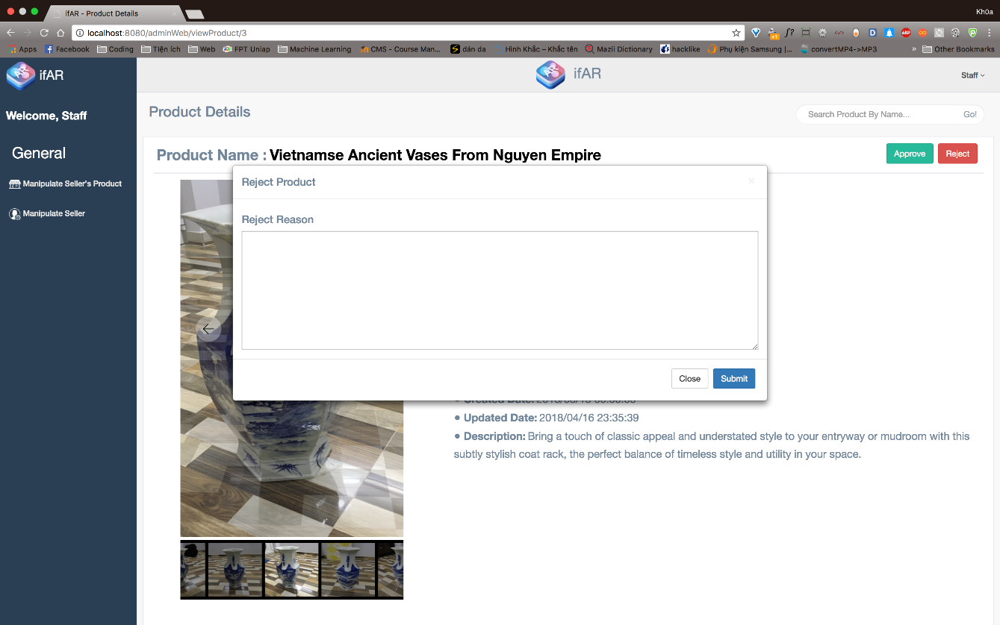 ifAR - Product Details
Kh0a
localhost:8080/adminWeb/viewProduct/3
Apps Facebook Coding Tiện ích Web FPT Uniap Machine Learning CMS - Course Man... dán da Hình Khắc – Khắc tên Mazii Dictionary hacklike Phụ kiện Samsung |... convertMP4->MP3 » Other Bookmarks
ifAR
ifAR
Staff
Welcome, Staff
Product Details
Search Product By Name...
Go!
General
Product Name : Vietnamse Ancient Vases From Nguyen Empire
Approve
Reject
Manipulate Seller's Product
Manipulate Seller
Reject Product
×
Reject Reason
Close
Submit
• Updated Date: 2018/04/16 23:35:39
• Description: Bring a touch of classic appeal and understated style to your entryway or mudroom with this
subtly stylish coat rack, the perfect balance of timeless style and utility in your space.